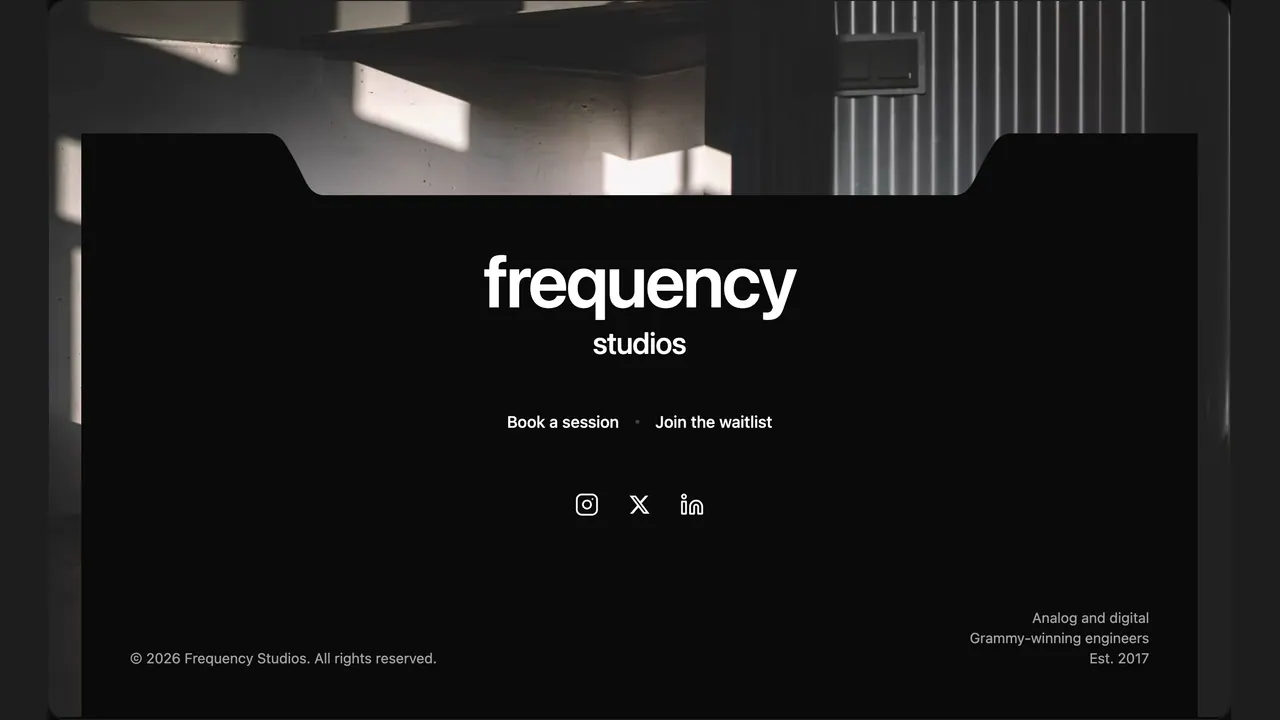 frequency
studios
Book a session • Join the waitlist
Analog and digital
Grammy-winning engineers
© 2026 Frequency Studios. All rights reserved.
Est. 2017